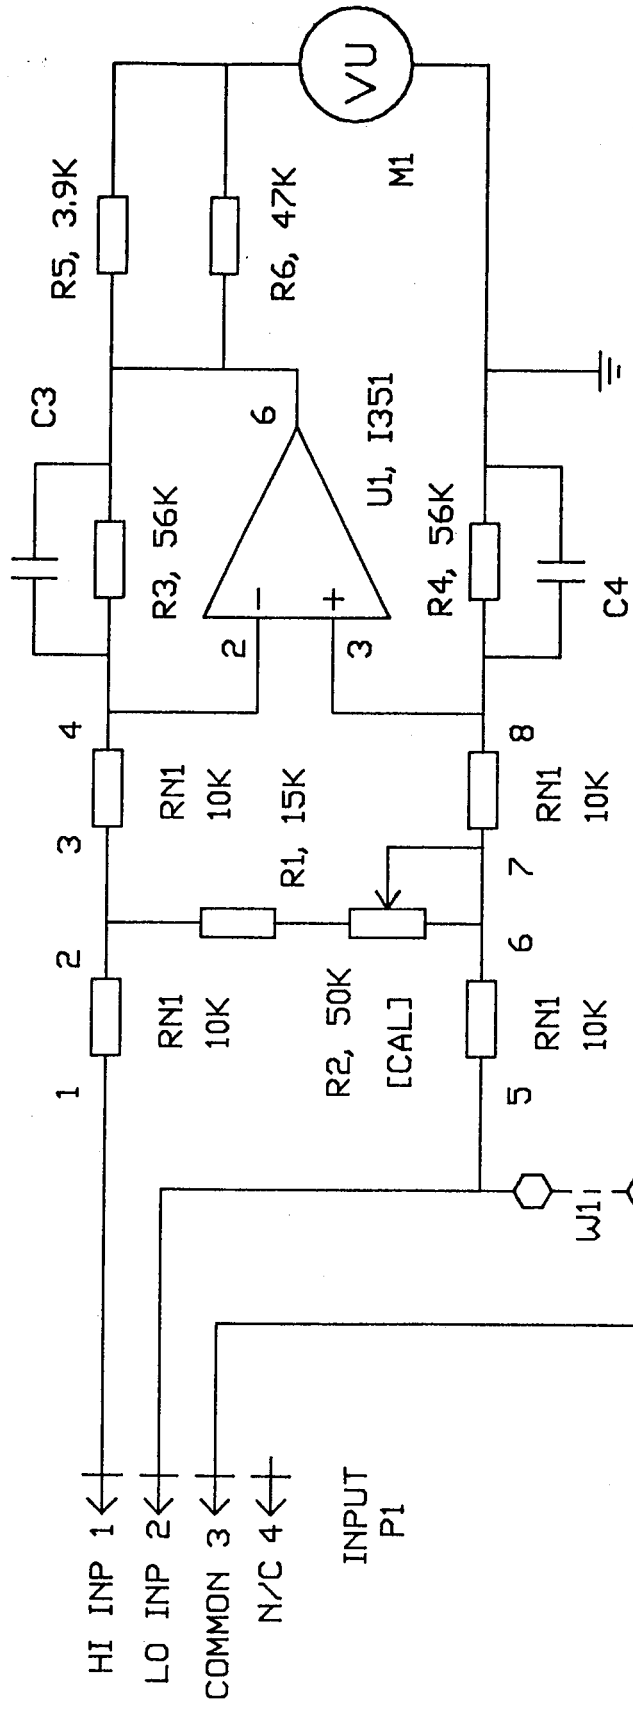 HI INP 1
LO INP 2
COMMON 3
N/C 4
INPUT
P1
1
RN1
10K
2
3
RN1
10K
4
R1, 15K
R2, 50K
[CAL]
5
RN1
10K
6
7
RN1
10K
8
W1
C3
R3, 56K
2
3
-
+
6
U1, I351
R4, 56K
C4
R5, 3.9K
R6, 47K
VU
M1